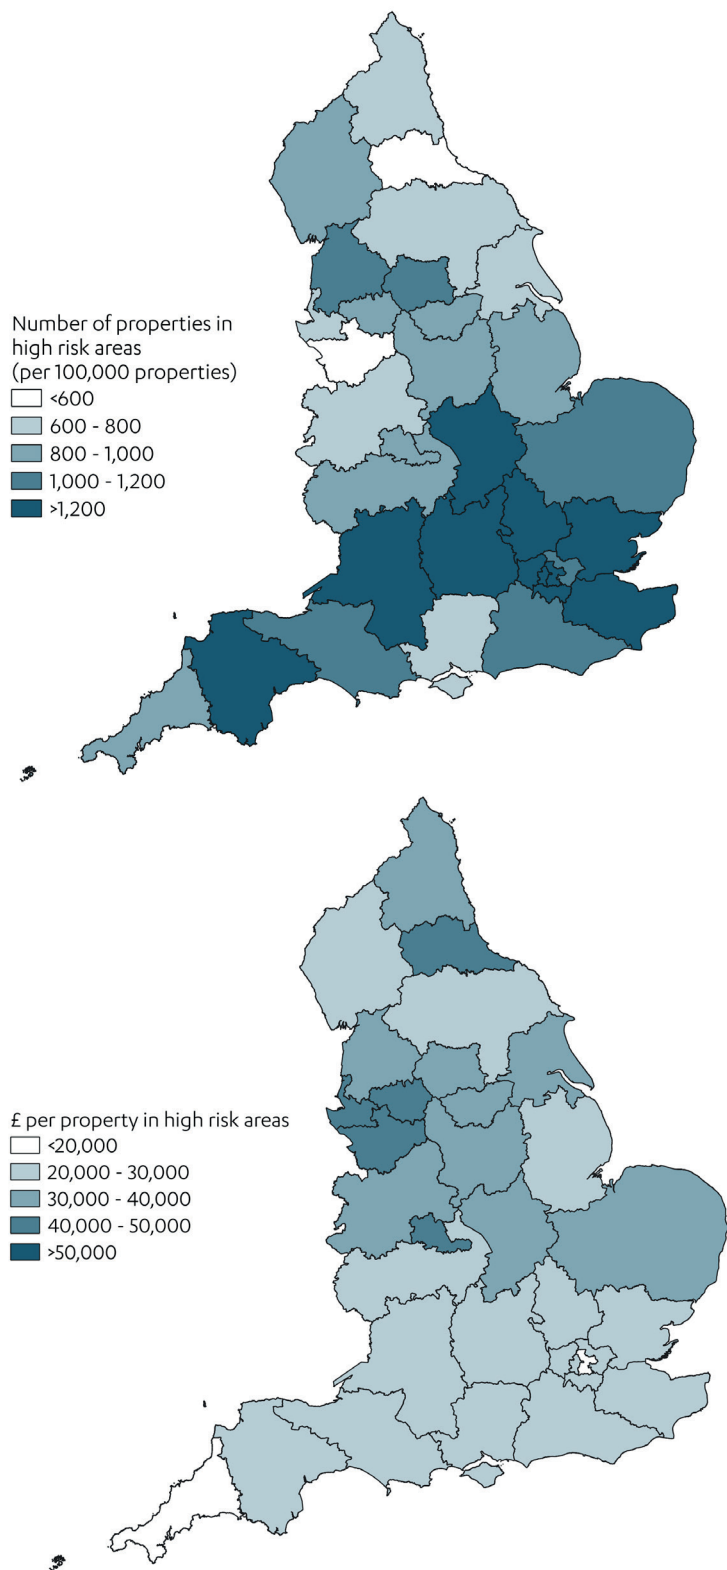 Number of properties in
high risk areas
(per 100,000 properties)
<600
600 - 800
800 - 1,000
1,000 - 1,200
>1,200
£ per property in high risk areas
<20,000
20,000 - 30,000
30,000 - 40,000
40,000 - 50,000
>50,000